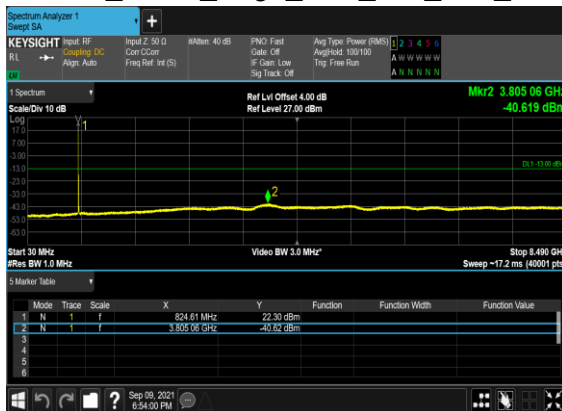 Spectrum Analyzer 1
Swept SA
+
KEYSIGHT Input: RF Input Z: 50 Ω #Atten: 40 dB PNO: Fast Avg Type: Power (RMS) 1 2 3 4 5 6
RL Coupling: DC Corr CCorr Gate: Off Avg|Hold: 100/100 A W W W W W
Align: Auto Freq Ref: Int (S) IF Gain: Low Trig: Free Run
Sig Track: Off A N N N N N
1 Spectrum Ref Lvl Offset 4.00 dB Mkr2 3.805 06 GHz
Scale/Div 10 dB Ref Level 27.00 dBm -40.619 dBm
Log
17.0
7.00
-3.00
-13.0
-23.0
-33.0
-43.0
-53.0
-63.0
1
2
DL1 -13.00 dBm
Start 30 MHz Video BW 3.0 MHz* Stop 8.490 GHz
#Res BW 1.0 MHz Sweep ~17.2 ms (40001 pts)
5 Marker Table
Mode Trace Scale X Y Function Function Width Function Value
1 N 1 f 824.61 MHz 22.30 dBm
2 N 1 f 3.805 06 GHz -40.62 dBm
3
4
5
6
? Sep 09, 2021
6:54:00 PM